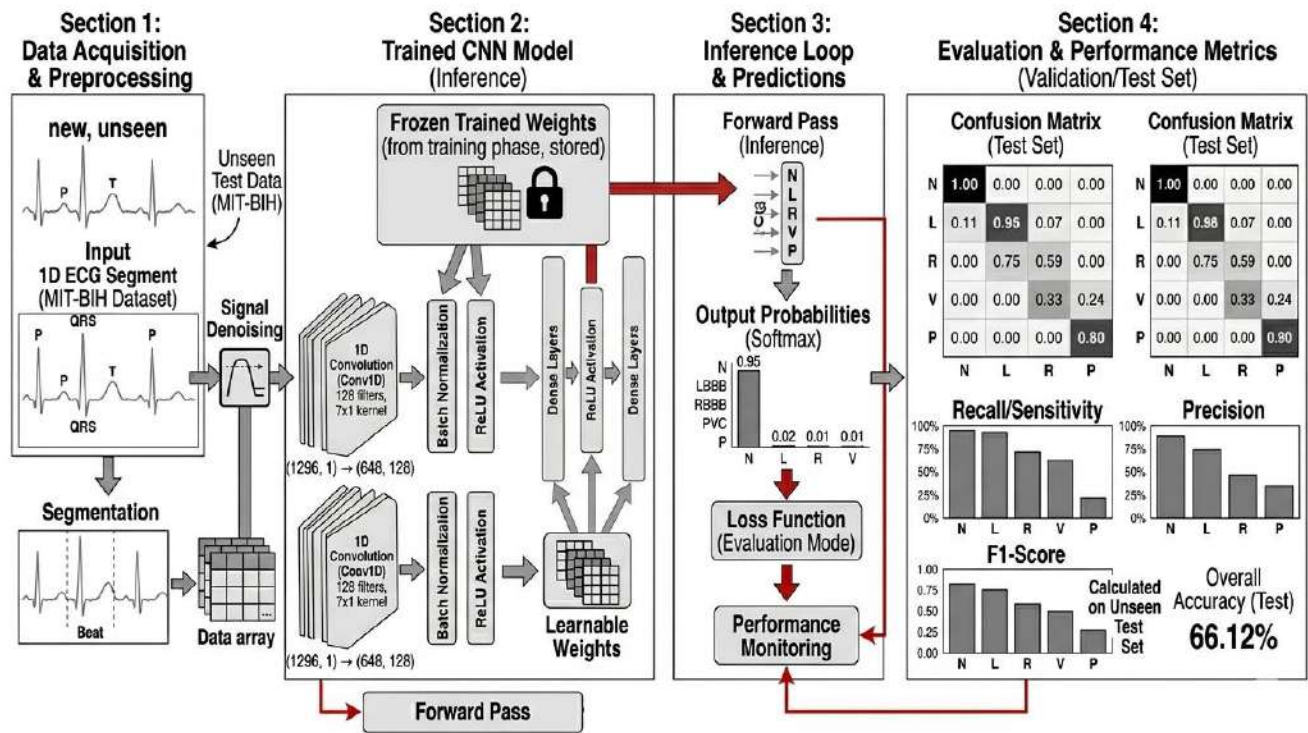 Section 1:
Data Acquisition
& Preprocessing
new, unseen
P
T
Unseen
Test Data
(MIT-BIH)
Input
1D ECG Segment
(MIT-BIH Dataset)
P
QRS
P
P
T
QRS
Signal
Denoising
Segmentation
Beat
...
Data array
Section 2:
Trained CNN Model
(Inference)
Frozen Trained Weights
(from training phase, stored)
1D
Convolution
(Conv1D)
128 filters,
7x1 kernel
(1296, 1) → (648, 128)
Batch Normalization
ReLU Activation
Dense Layers
ReLU Activation
Dense Layers
1D
Convolution
(Conv1D)
128 filters,
7x1 kernel
(1296, 1) → (648, 128)
Batch Normalization
ReLU Activation
Learnable
Weights
Forward Pass
Section 3:
Inference Loop
& Predictions
Forward Pass
(Inference)
N
L
R
V
P
Output Probabilities
(Softmax)
N
LBBB
RBBB
PVC
P
0.95
0.02
0.01
0.01
N L R V
Loss Function
(Evaluation Mode)
Performance
Monitoring
Section 4:
Evaluation & Performance Metrics
(Validation/Test Set)
Confusion Matrix
(Test Set)
N 1.00 0.00 0.00 0.00
L 0.11 0.95 0.07 0.00
R 0.00 0.75 0.59 0.00
V 0.00 0.00 0.33 0.24
P 0.00 0.00 0.00 0.80
N L R P
Confusion Matrix
(Test Set)
N 1.00 0.00 0.00 0.00
L 0.11 0.98 0.07 0.00
R 0.00 0.75 0.59 0.00
V 0.00 0.00 0.33 0.24
P 0.00 0.00 0.00 0.90
N L R P
Recall/Sensitivity
100%
75%
50%
25%
0%
N L R V P
Precision
100%
75%
50%
25%
0%
N L R P
F1-Score
1.00
0.75
0.50
0.25
0.00
N L R V P
Calculated
on Unseen
Test
Set
Overall
Accuracy (Test)
66.12%